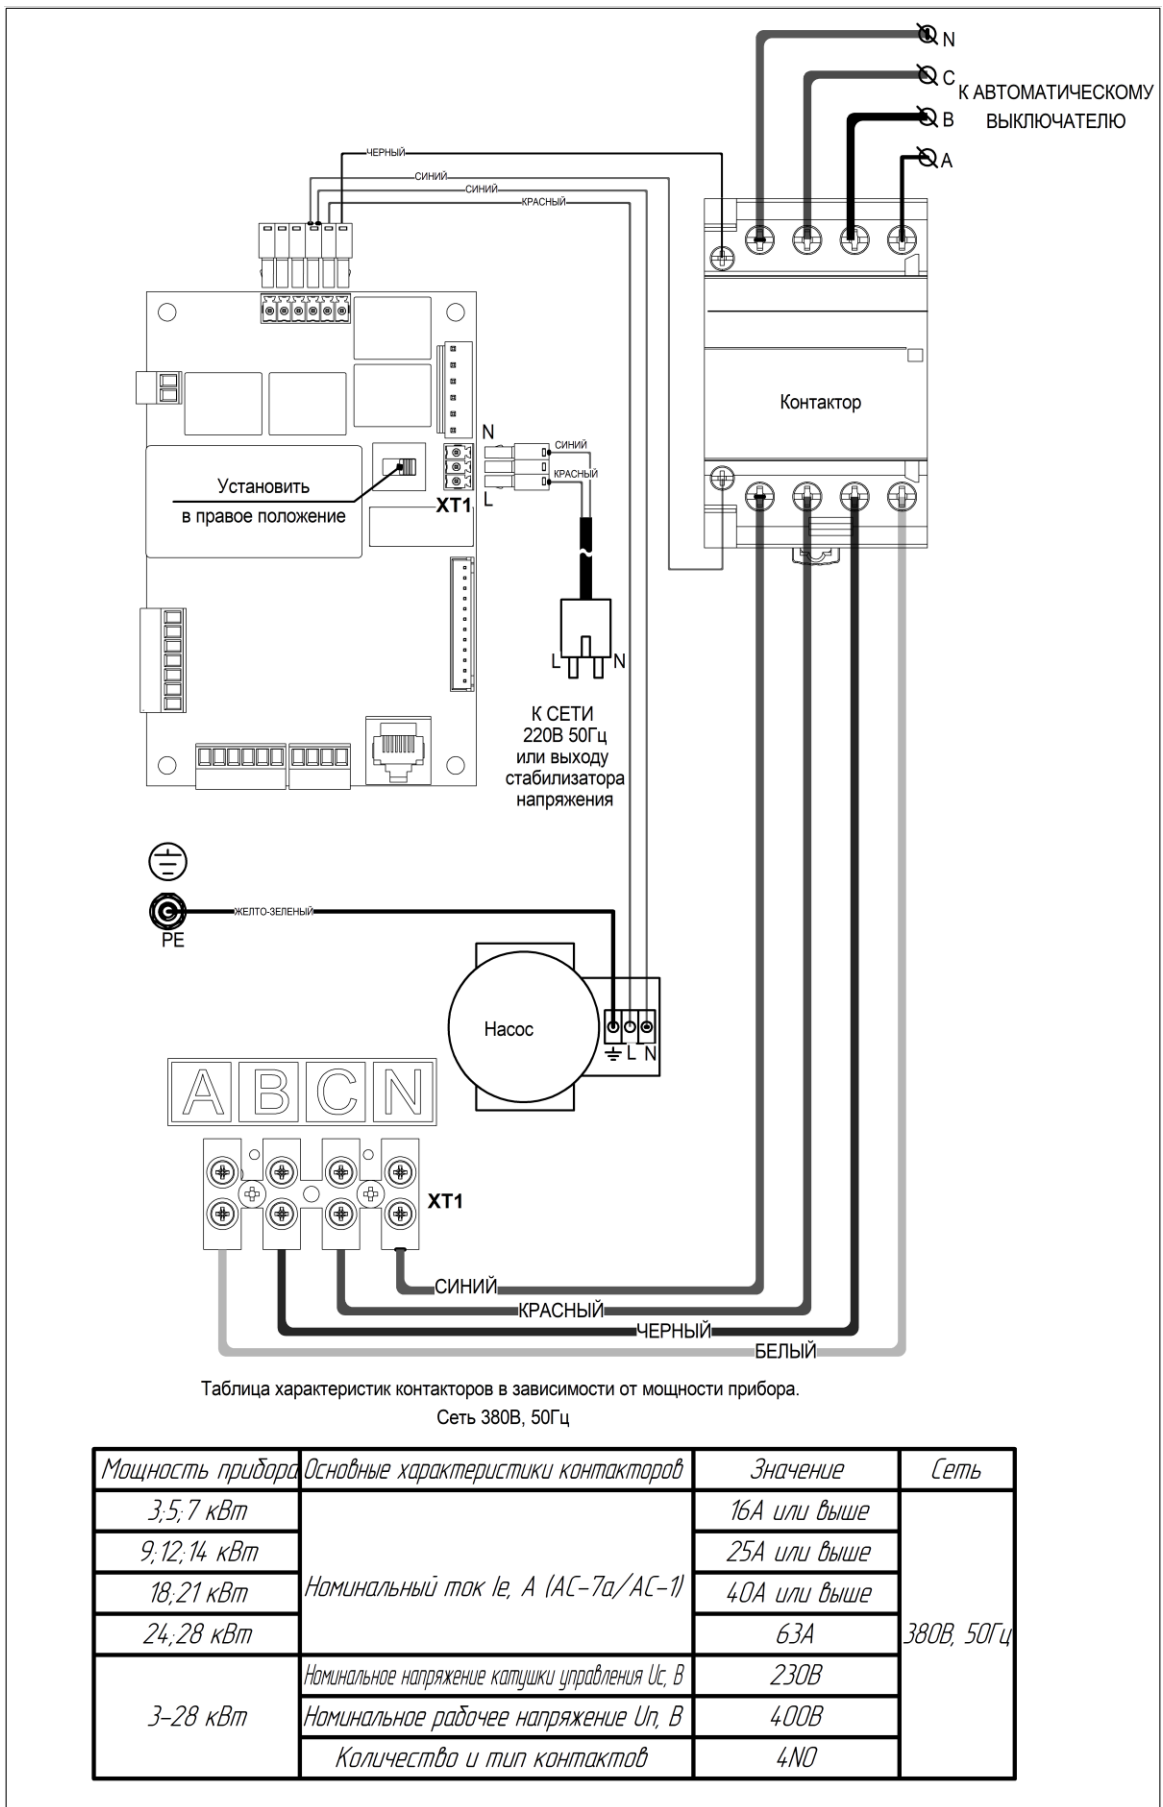 N
C
К АВТОМАТИЧЕСКОМУ
ВЫКЛЮЧАТЕЛЮ
B
A
ЧЕРНЫЙ
СИНИЙ
СИНИЙ
КРАСНЫЙ
Контактор
N
СИНИЙ
КРАСНЫЙ
L
XT1
Установить
в правое положение
L
N
К СЕТИ
220В 50Гц
или выходу
стабилизатора
напряжения
ЖЕЛТО-ЗЕЛЕНЫЙ
PE
Насос
L N
A B C N
XT1
СИНИЙ
КРАСНЫЙ
ЧЕРНЫЙ
БЕЛЫЙ
Таблица характеристик контакторов в зависимости от мощности прибора.
Сеть 380В, 50Гц
Мощность прибора Основные характеристики контакторов Значение Сеть
3;5;7 кВт 16А или выше
9;12;14 кВт 25А или выше
Номинальный ток Ie, А (АС-7а/АС-1)
18;21 кВт 40А или выше
24;28 кВт 63А
380В, 50Гц
Номинальное напряжение катушки управления Uc, В 230В
3-28 кВт Номинальное рабочее напряжение Un, В 400В
Количество и тип контактов 4NO